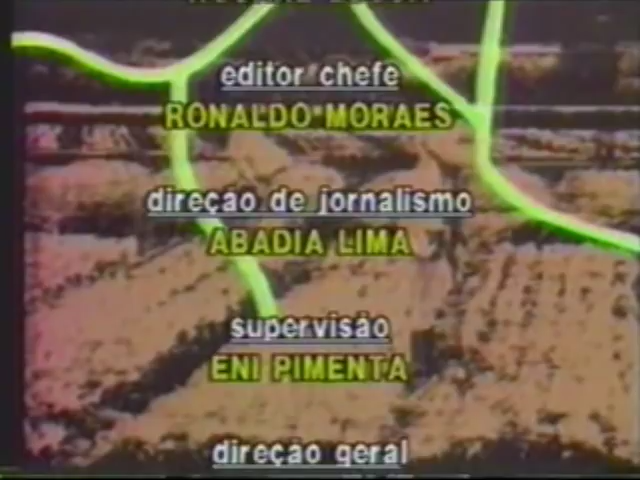 editor chefe
RONALDO MORAES
direção de jornalismo
ABADIA LIMA
supervisão
ENI PIMENTA
direção geral